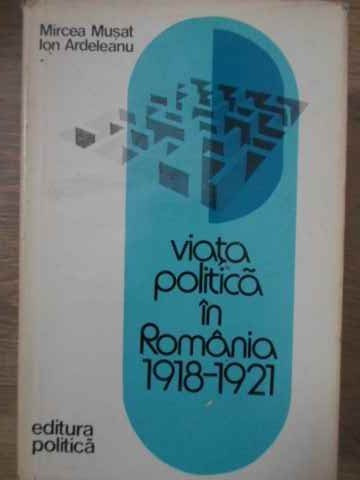 Mircea Mușat
Ion Ardeleanu
viața
politică
în
România
1918-1921
editura
politică